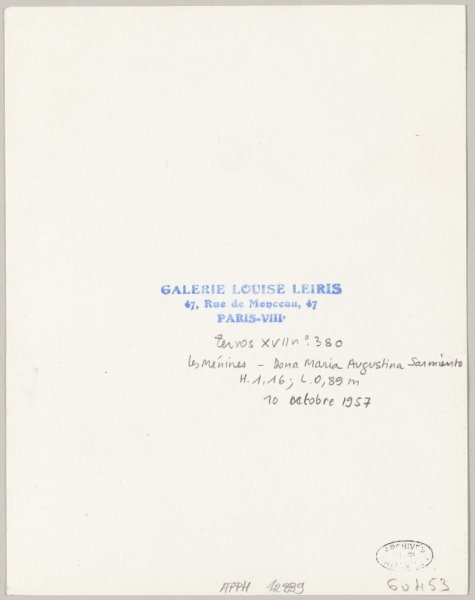 GALERIE LOUISE LEIRIS
47, Rue de Monceau, 47
PARIS-VIIIe
Zervos XVII n°. 380
Les Ménines - Dona Maria Augustina Sarmiento
H. 1,16 ; L. 0,89 m
10 octobre 1957
ARCHIVES
APPH 12889
60453